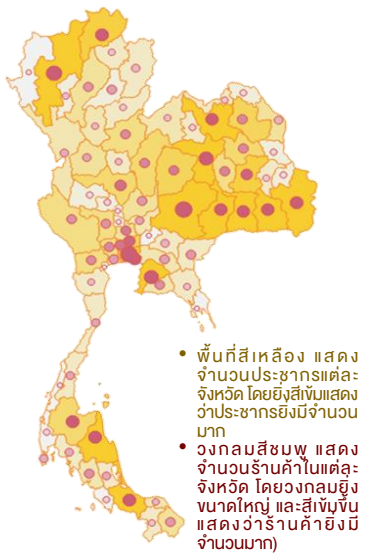 • พื้นที่สีเหลือง แสดง
จำนวนประชากรแต่ละ
จังหวัด โดยยิ่งสีเข้มแสดง
ว่าประชากรยิ่งมีจำนวน
มาก
• วงกลมสีชมพู แสดง
จำนวนร้านค้าในแต่ละ
จังหวัด โดยวงกลมยิ่ง
ขนาดใหญ่ และสีเข้มขึ้น
แสดงว่าร้านค้ายิ่งมี
จำนวนมาก)